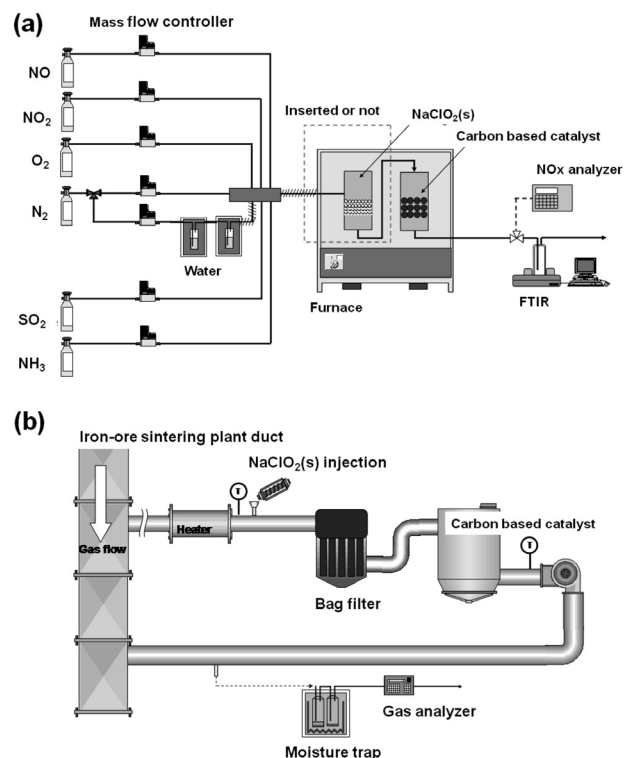 (a)
Mass flow controller
NO
NO2
O2
N2
Water
SO2
NH3
Inserted or not
NaClO2(s)
Carbon based catalyst
NOx analyzer
Furnace
FTIR
(b)
Iron-ore sintering plant duct
NaClO2(s) injection
T
Heater
Gas flow
Carbon based catalyst
T
Bag filter
Gas analyzer
Moisture trap